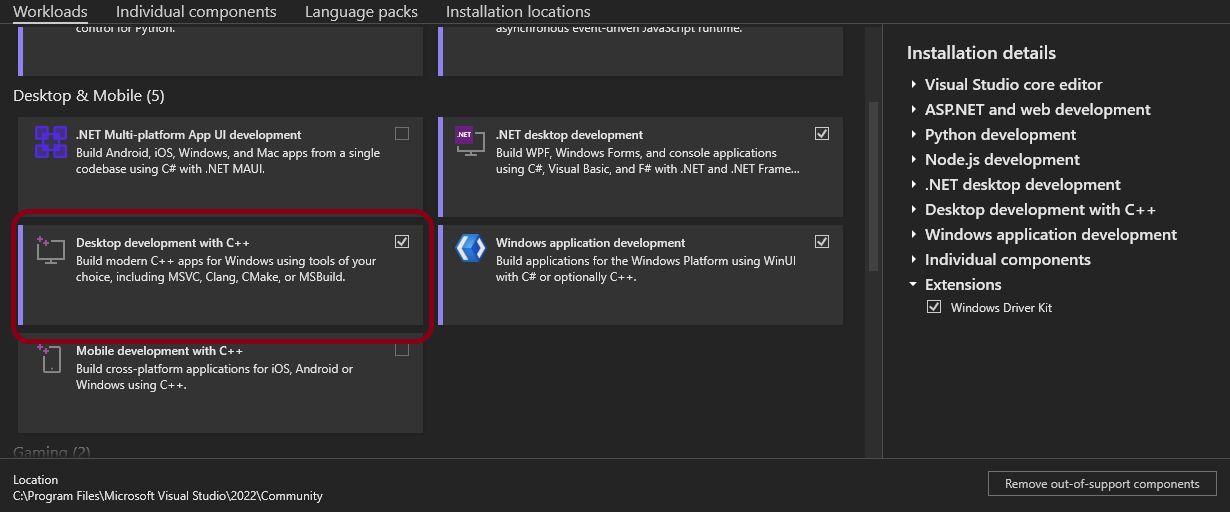 Workloads
Individual components
Language packs
Installation locations
control for Python.
asynchronous event-driven JavaScript runtime.
Desktop & Mobile (5)
.NET Multi-platform App UI development
Build Android, iOS, Windows, and Mac apps from a single
codebase using C# with .NET MAUI.
.NET
.NET desktop development
Build WPF, Windows Forms, and console applications
using C#, Visual Basic, and F# with .NET and .NET Frame...
Desktop development with C++
Build modern C++ apps for Windows using tools of your
choice, including MSVC, Clang, CMake, or MSBuild.
Windows application development
Build applications for the Windows Platform using WinUI
with C# or optionally C++.
Mobile development with C++
Build cross-platform applications for iOS, Android or
Windows using C++.
Gaming (2)
Installation details
Visual Studio core editor
ASP.NET and web development
Python development
Node.js development
.NET desktop development
Desktop development with C++
Windows application development
Individual components
Extensions
Windows Driver Kit
Location
C:\Program Files\Microsoft Visual Studio\2022\Community
Remove out-of-support components